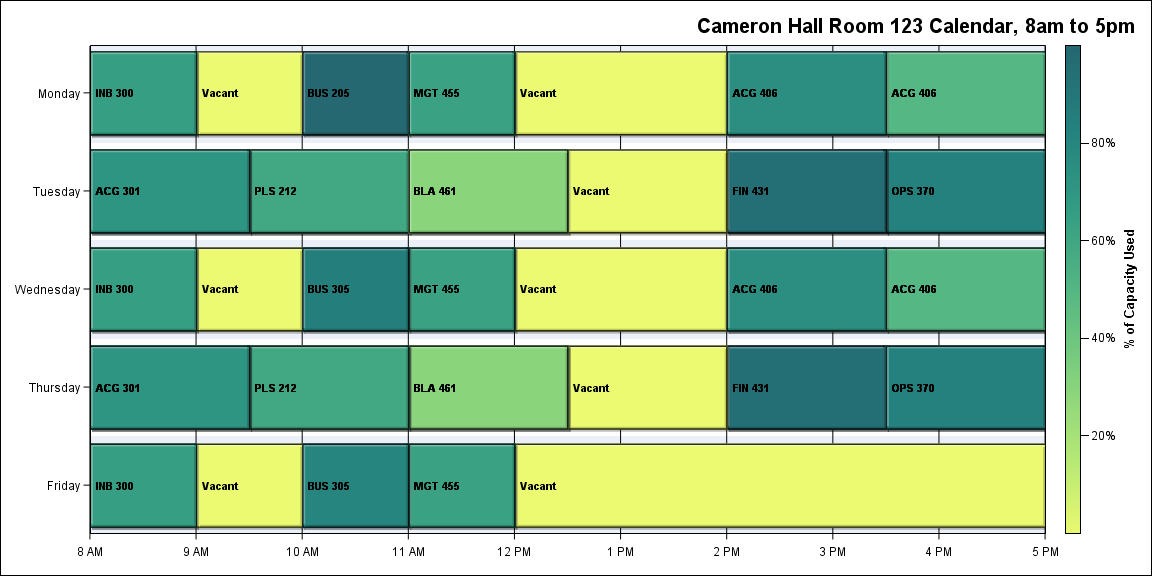 Cameron Hall Room 123 Calendar, 8am to 5pm
Monday
INB 300
Vacant
BUS 205
MGT 455
Vacant
ACG 406
ACG 406
Tuesday
ACG 301
PLS 212
BLA 461
Vacant
FIN 431
OPS 370
Wednesday
INB 300
Vacant
BUS 305
MGT 455
Vacant
ACG 406
ACG 406
Thursday
ACG 301
PLS 212
BLA 461
Vacant
FIN 431
OPS 370
Friday
INB 300
Vacant
BUS 305
MGT 455
Vacant
8 AM
9 AM
10 AM
11 AM
12 PM
1 PM
2 PM
3 PM
4 PM
5 PM
80%
60%
40%
20%
% of Capacity Used